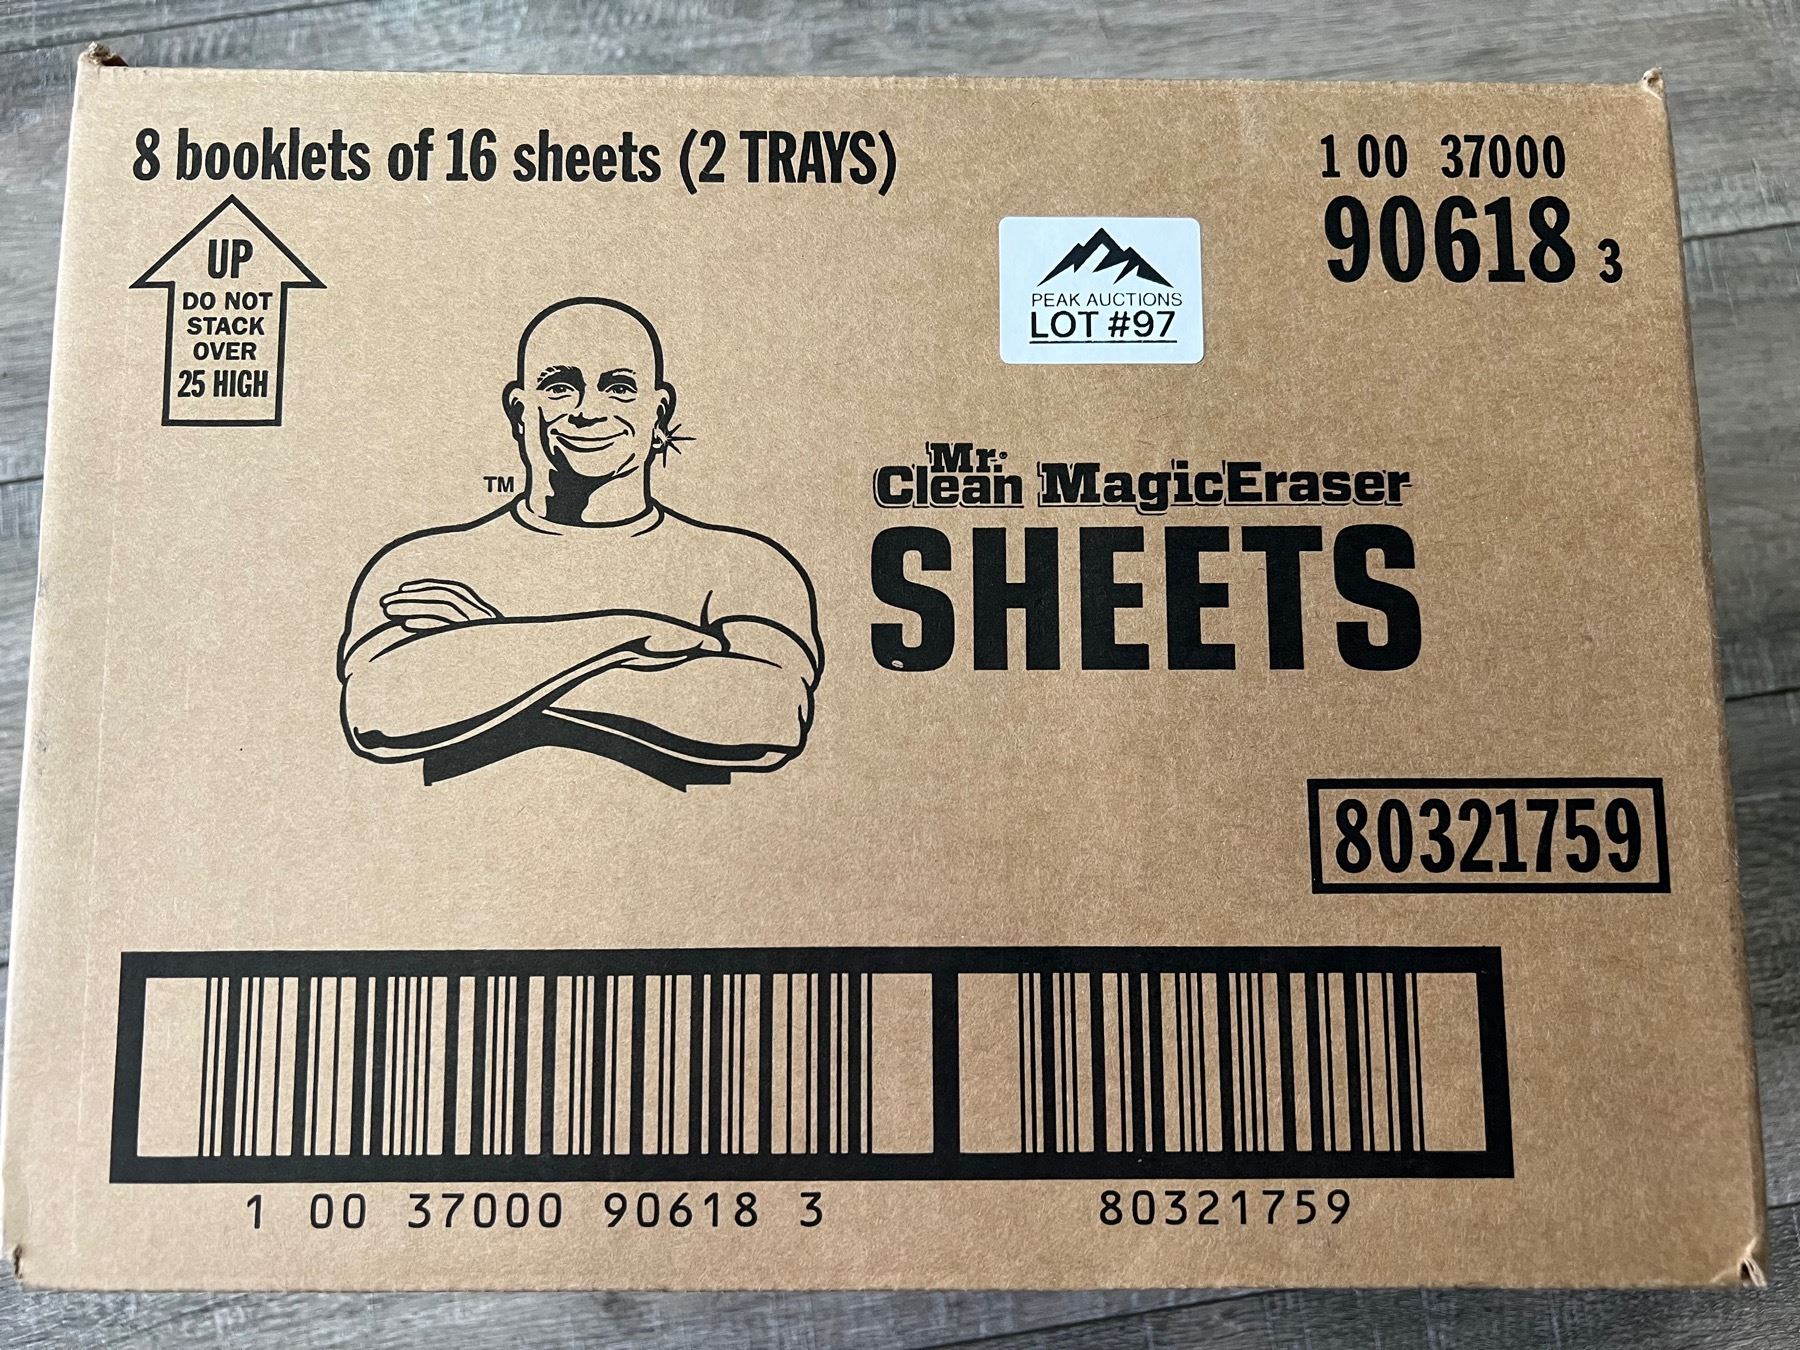 8 booklets of 16 sheets (2 TRAYS)
1 00 37000
90618 3
UP
DO NOT
STACK
OVER
25 HIGH
PEAK AUCTIONS
LOT #97
TM
Mr.®
Clean MagicEraser
SHEETS
80321759
1 00 37000 90618 3
80321759